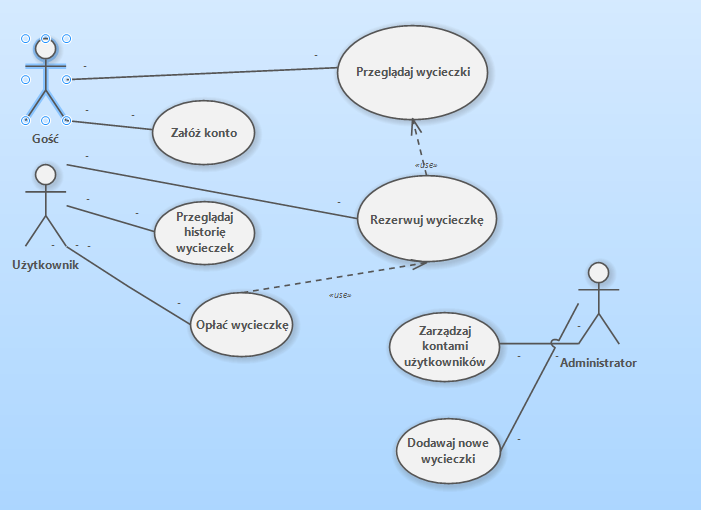 Przeglądaj wycieczki
Załóż konto
Gość
«use»
Rezerwuj wycieczkę
Przeglądaj
historię
wycieczek
Użytkownik
«use»
Opłać wycieczkę
Zarządzaj
kontami
użytkowników
Administrator
Dodawaj nowe
wycieczki